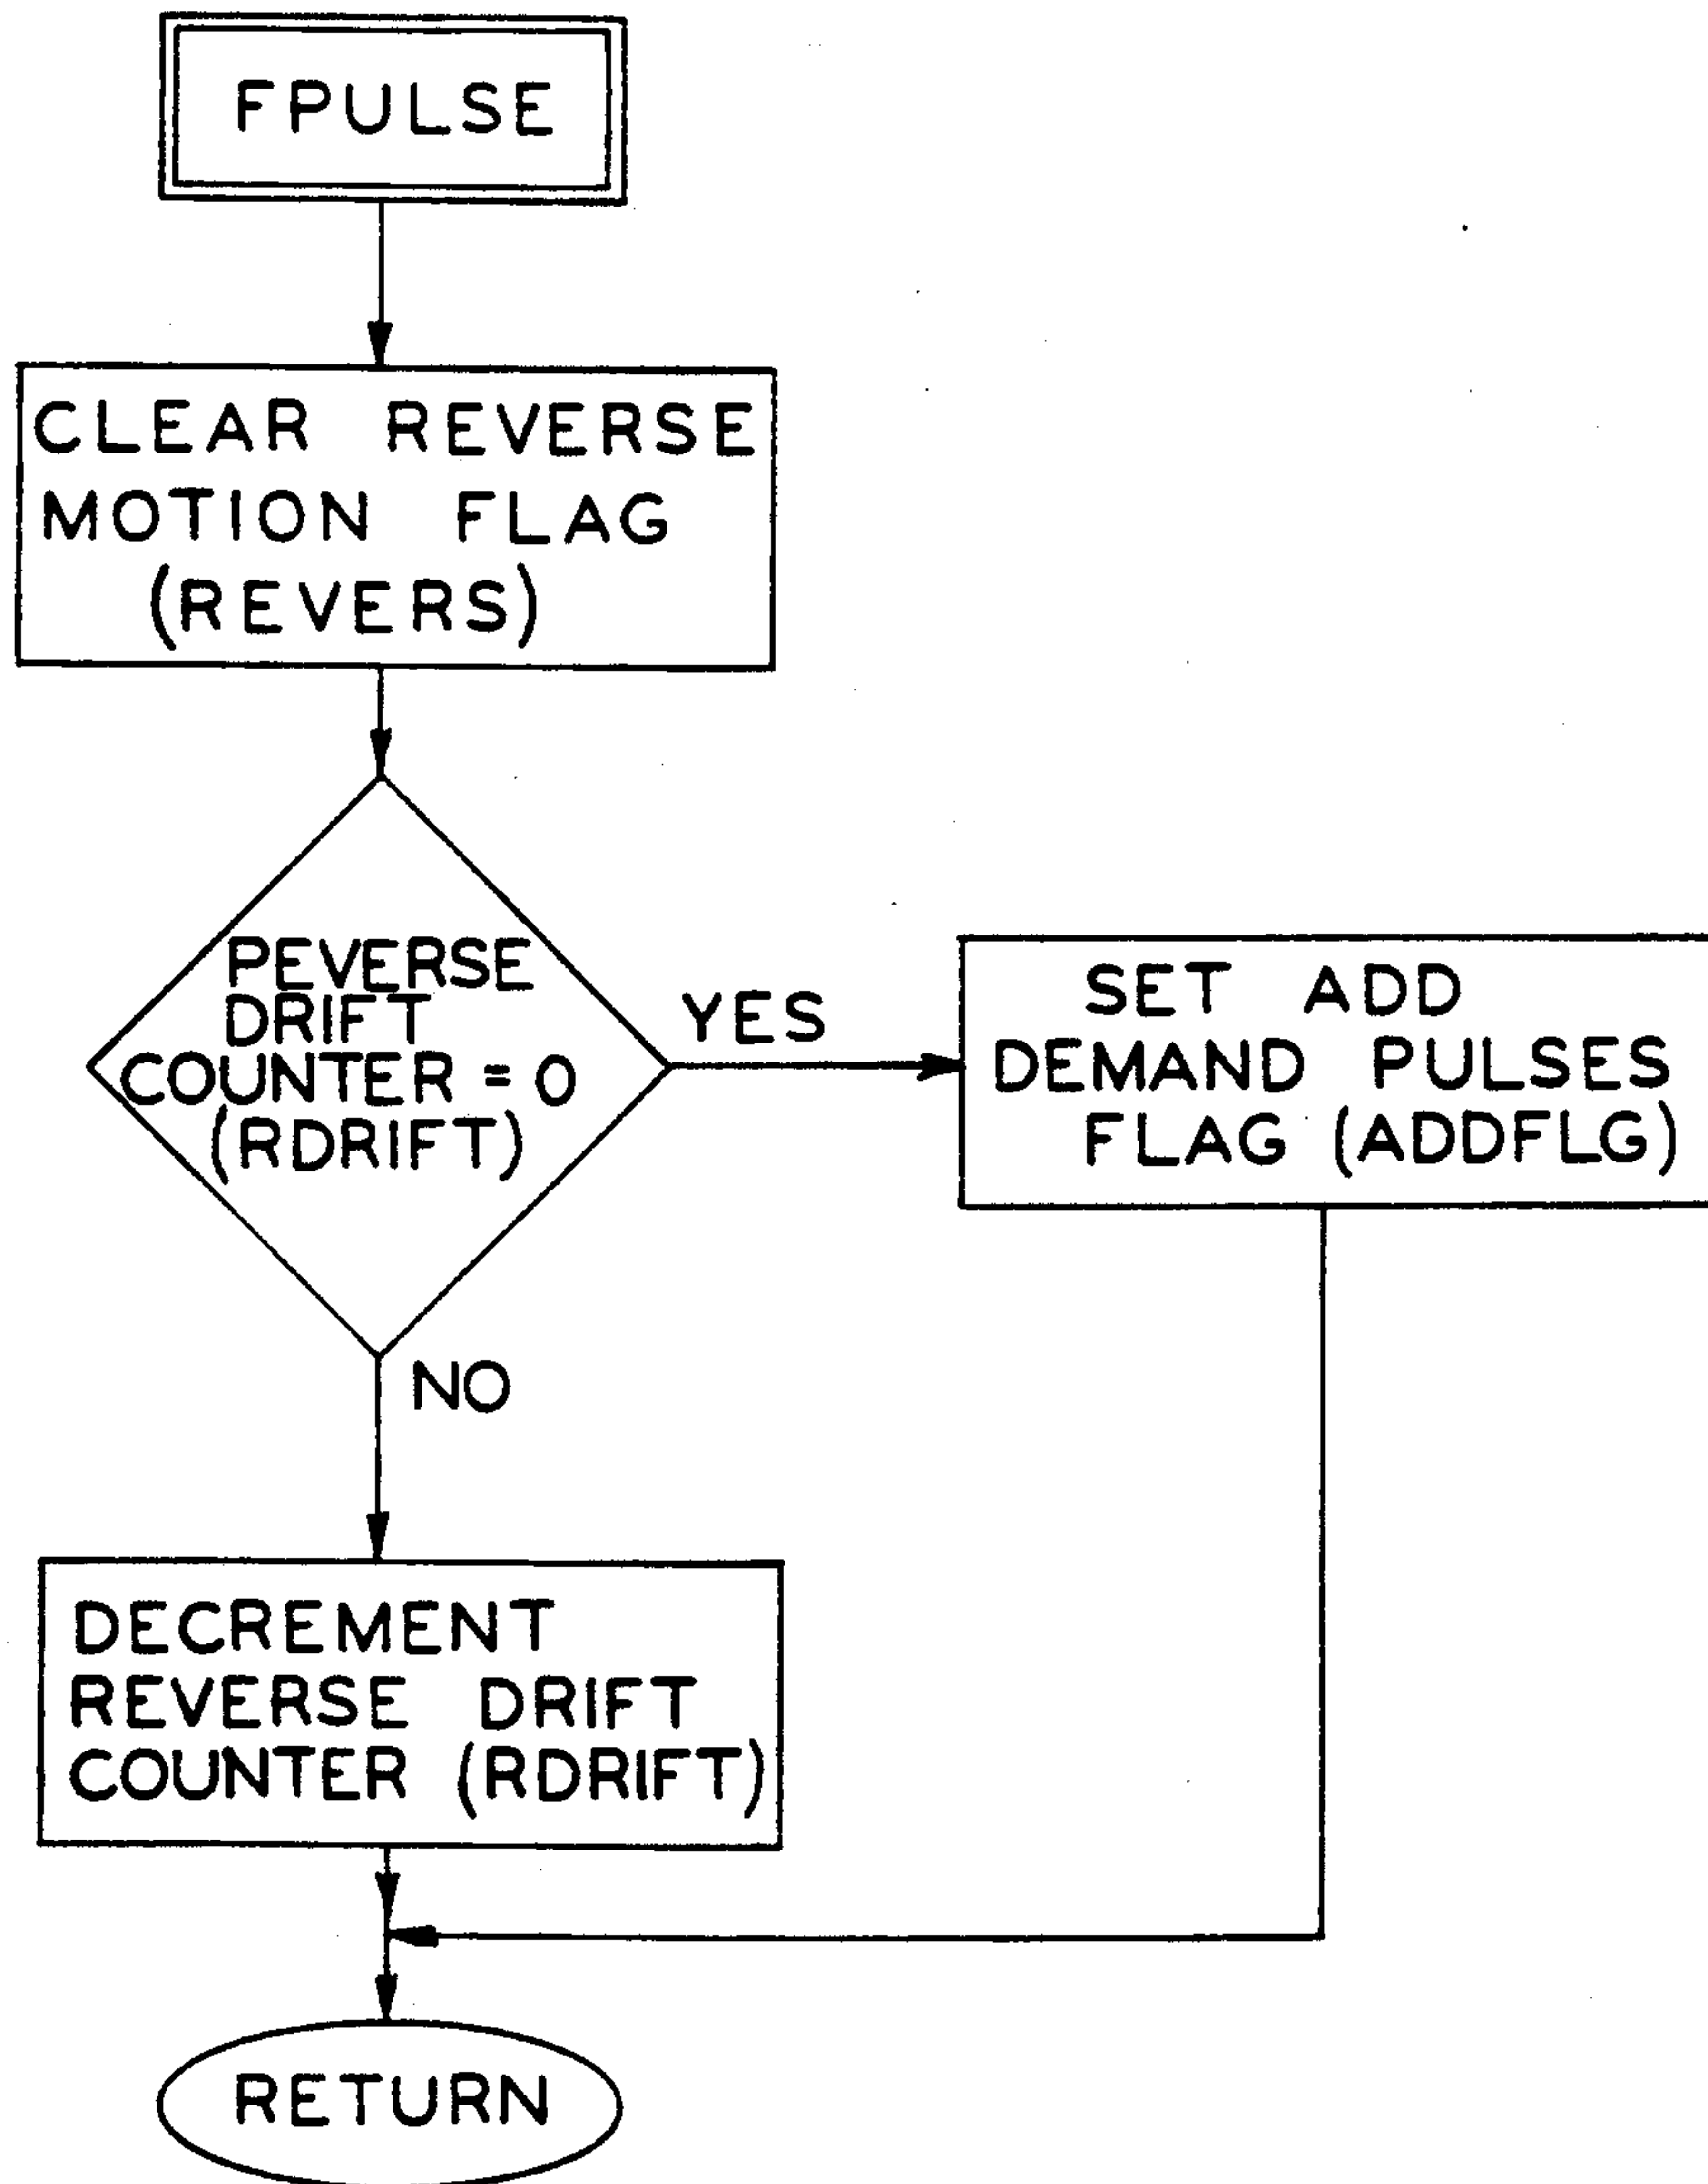 FPULSE
CLEAR REVERSE
MOTION FLAG
(REVERS)
PEVERSE
DRIFT
COUNTER = 0
(RDRIFT)
YES
SET ADD
DEMAND PULSES
FLAG (ADDFLG)
NO
DECREMENT
REVERSE DRIFT
COUNTER (RDRIFT)
RETURN